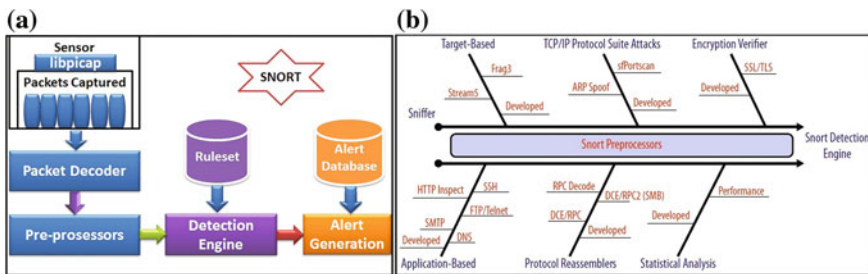 (a)
Sensor
libpicap
Packets Captured
SNORT
Packet Decoder
Ruleset
Alert
Database
Pre-prosessors
Detection
Engine
Alert
Generation
(b)
Target-Based
TCP/IP Protocol Suite Attacks
Encryption Verifier
Frag3
sfPortscan
SSL/TLS
Stream5
ARP Spoof
Developed
Developed
Developed
Sniffer
Snort Preprocessors
Snort Detection
Engine
HTTP Inspect
SSH
RPC Decode
DCE/RPC2 (SMB)
Performance
SMTP
FTP/Telnet
DCE/RPC
Developed
Developed
DNS
Developed
Application-Based
Protocol Reassemblers
Statistical Analysis